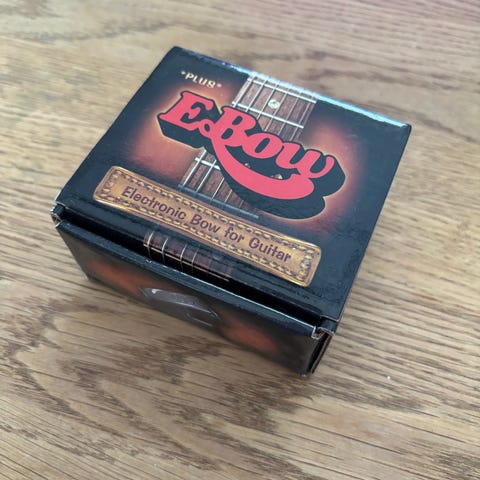 "PLUS"
E-Bow
Electronic Bow for Guitar